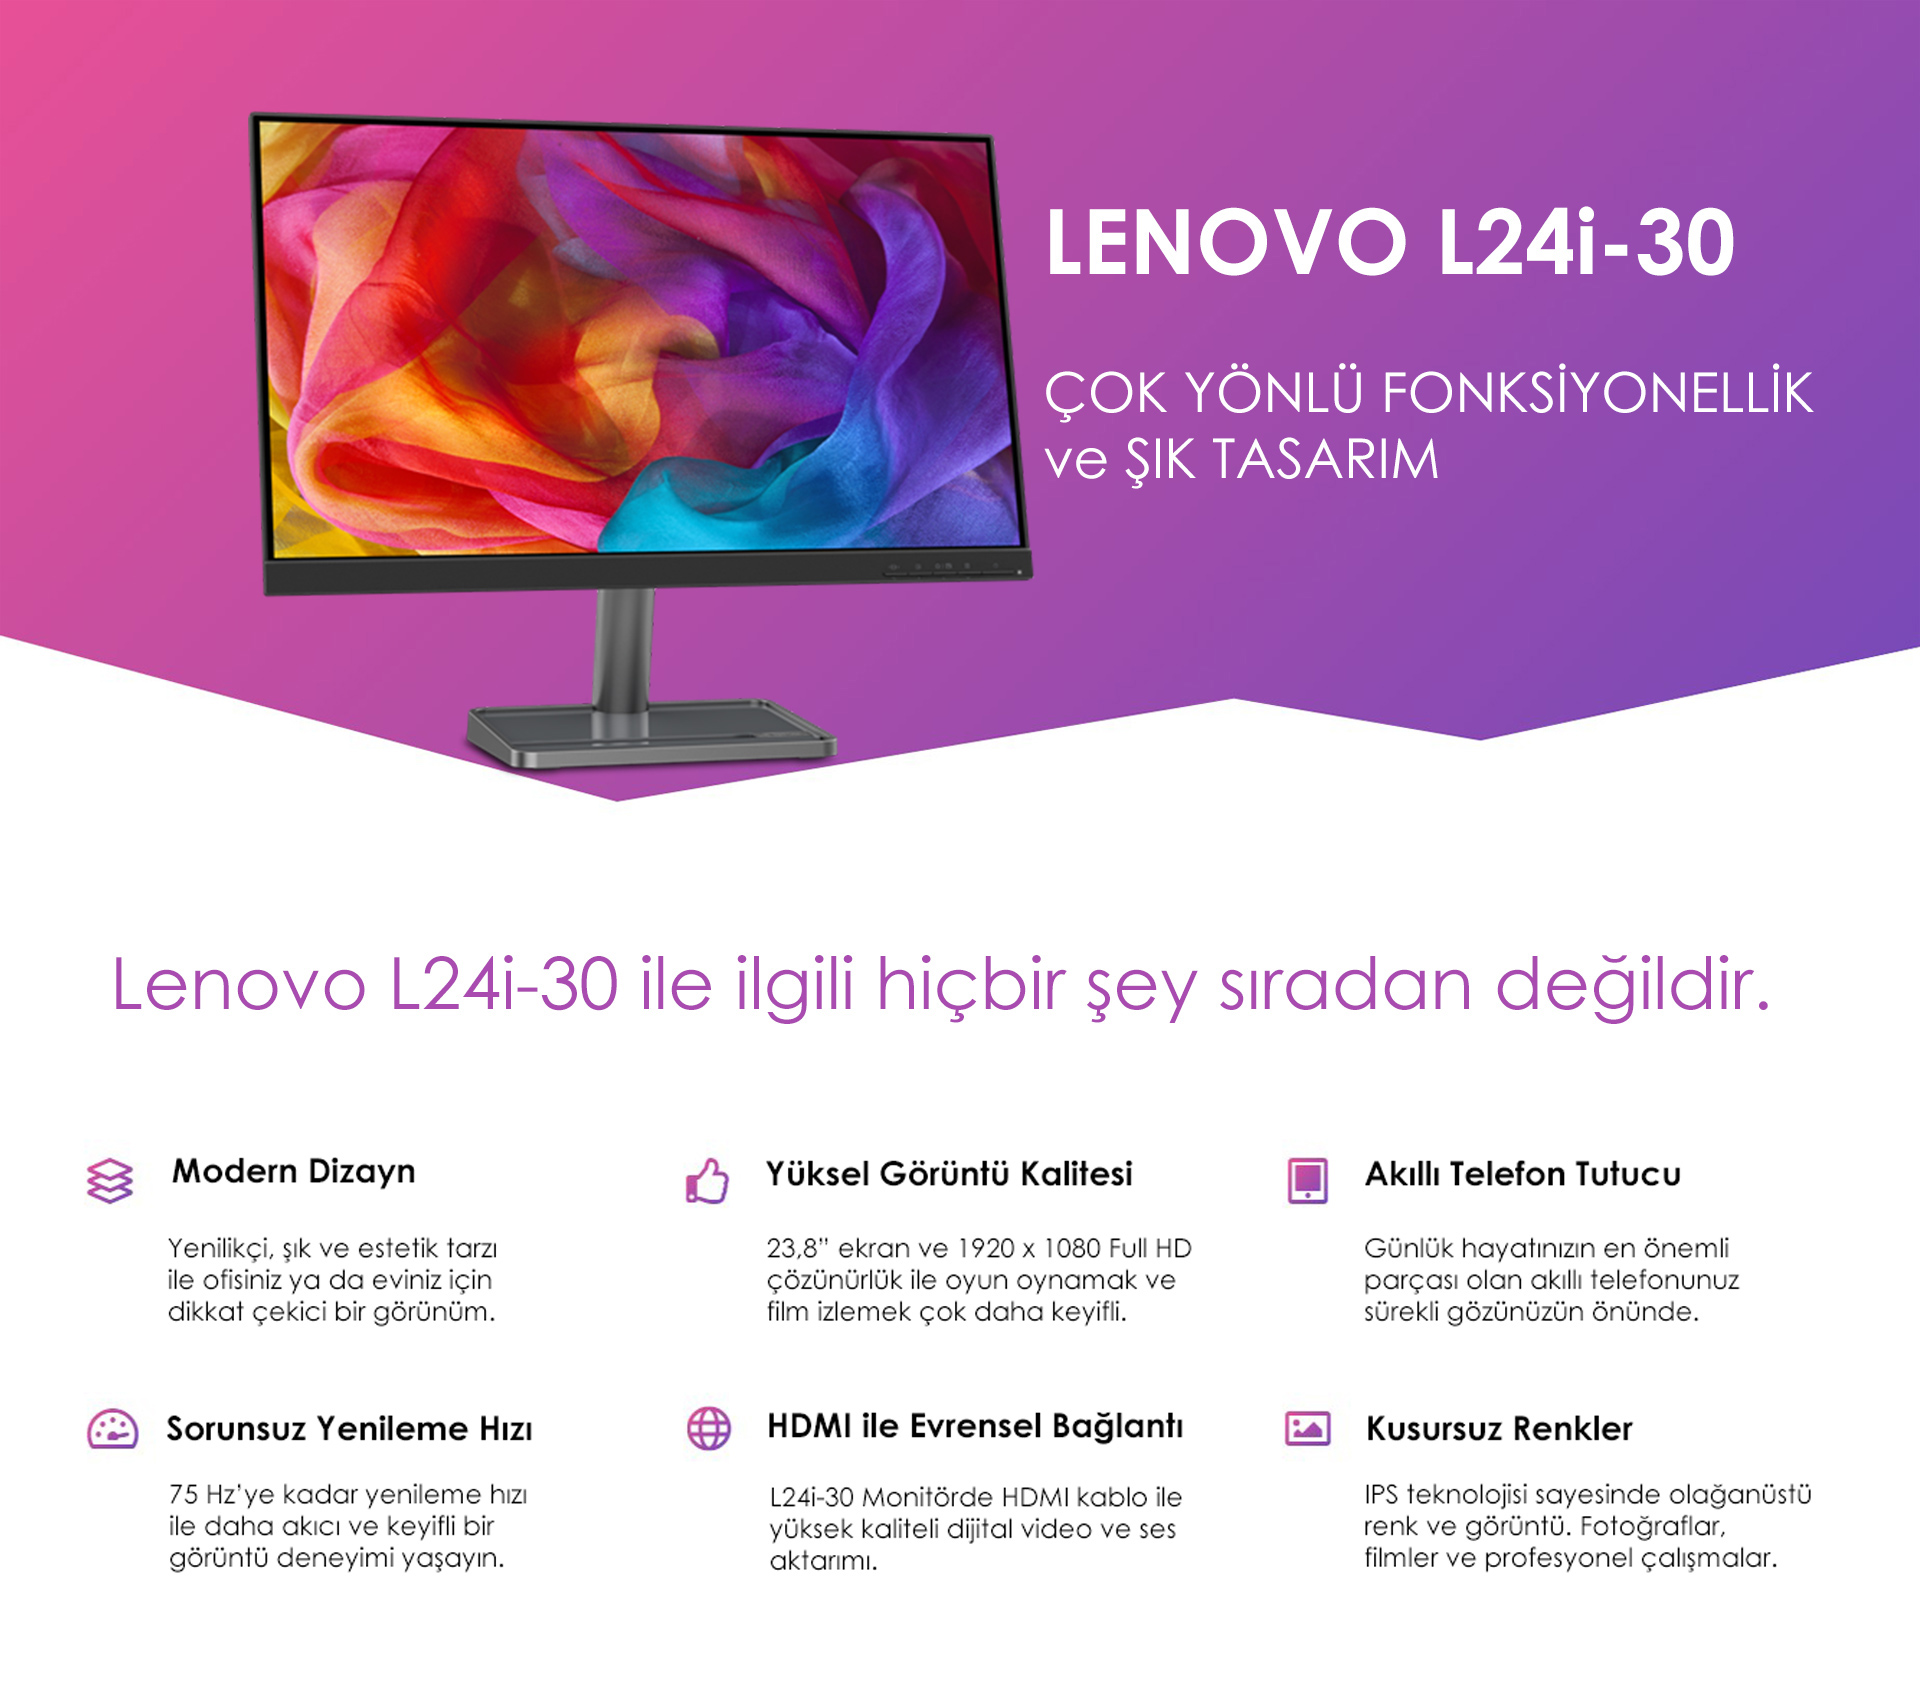 LENOVO L24i-30
ÇOK YÖNLÜ FONKSİYONELLİK
ve ŞIK TASARIM
Lenovo L24i-30 ile ilgili hiçbir şey sıradan değildir.
Modern Dizayn
Yenilikçi, şık ve estetik tarzı
ile ofisiniz ya da eviniz için
dikkat çekici bir görünüm.
Yüksel Görüntü Kalitesi
23,8” ekran ve 1920 x 1080 Full HD
çözünürlük ile oyun oynamak ve
film izlemek çok daha keyifli.
Akıllı Telefon Tutucu
Günlük hayatınızın en önemli
parçası olan akıllı telefonunuz
sürekli gözünüzün önünde.
Sorunsuz Yenileme Hızı
75 Hz’ye kadar yenileme hızı
ile daha akıcı ve keyifli bir
görüntü deneyimi yaşayın.
HDMI ile Evrensel Bağlantı
L24i-30 Monitörde HDMI kablo ile
yüksek kaliteli dijital video ve ses
aktarımı.
Kusursuz Renkler
IPS teknolojisi sayesinde olağanüstü
renk ve görüntü. Fotoğraflar,
filmler ve profesyonel çalışmalar.